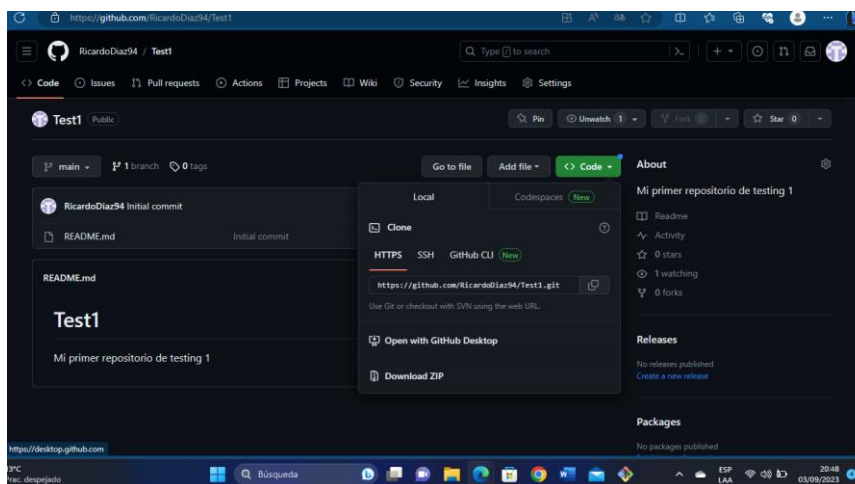 https://github.com/RicardoDiaz94/Test1
RicardoDiaz94 / Test1
Type / to search
Code Issues Pull requests Actions Projects Wiki Security Insights Settings
Test1 Public
Pin Unwatch 1 Fork 0 Star 0
main 1 branch 0 tags Go to file Add file Code
RicardoDiaz94 Initial commit
README.md Initial commit
README.md
Test1
Mi primer repositorio de testing 1
Local Codespaces New
Clone
HTTPS SSH GitHub CLI New
https://github.com/RicardoDiaz94/Test1.git
Use Git or checkout with SVN using the web URL.
Open with GitHub Desktop
Download ZIP
About
Mi primer repositorio de testing 1
Readme
Activity
0 stars
1 watching
0 forks
Releases
No releases published
Create a new release
Packages
No packages published
https://desktop.github.com
3°C
Prac. despejado
Búsqueda
ESP
LAA
20:48
03/09/2023